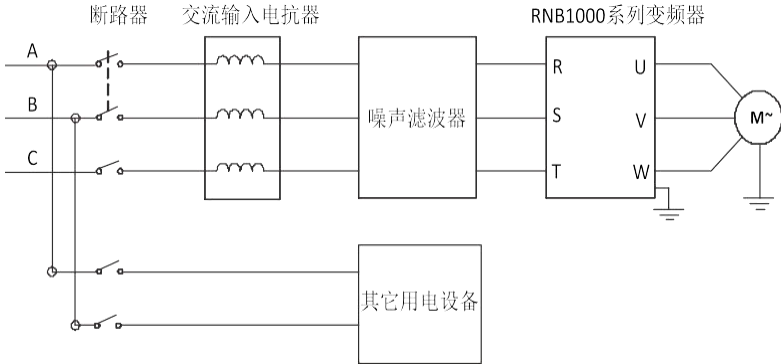 断路器 交流输入电抗器 RNB1000系列变频器
A
B
C
噪声滤波器
R U
S V
T W
M~
其它用电设备